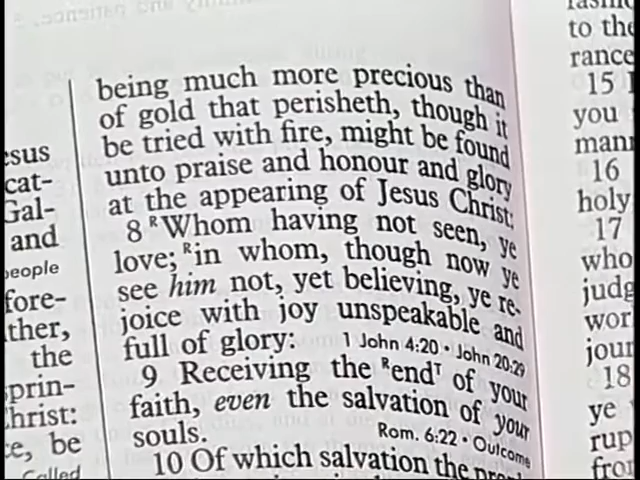 esus
cat-
Gal-
and
people
fore-
ther,
the
sprin-
hrist:
ce, be
Called
being much more precious than
of gold that perisheth, though it
be tried with fire, might be found
unto praise and honour and glory
at the appearing of Jesus Christ:
8 RWhom having not seen, ye
love; Rin whom, though now ye
see him not, yet believing, ye re-
joice with joy unspeakable and
full of glory: 1 John 4:20 · John 20:29
9 Receiving the RendT of your
faith, even the salvation of your
souls. Rom. 6:22 · Outcome
10 Of which salvation the
to the
rance
15
you
mann
16
holy
17
who
judg
wor
jour
18
ye
rup
from